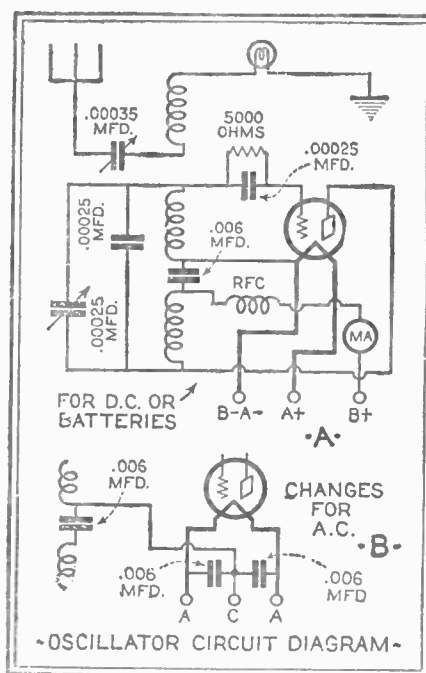 .00035
MFD.
5000
OHMS
.00025
MFD.
.00025
MFD.
.006
MFD.
.00025
MFD.
RFC
MA
FOR D.C. OR
BATTERIES
B-A-
A+
B+
·A·
.006
MFD.
CHANGES
FOR
A.C.
·B·
.006
MFD.
.006
MFD
A
C
A
-OSCILLATOR CIRCUIT DIAGRAM-